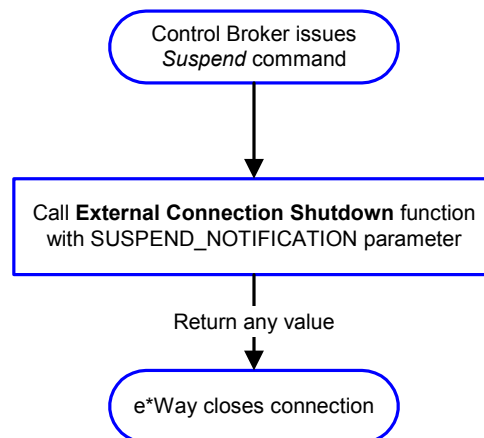 Control Broker issues
Suspend command
Call External Connection Shutdown function
with SUSPEND_NOTIFICATION parameter
Return any value
e*Way closes connection